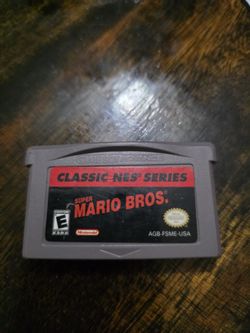 CLASSIC NES® SERIES
SUPER
MARIO BROS.
E
Nintendo
AGB-FSME-USA